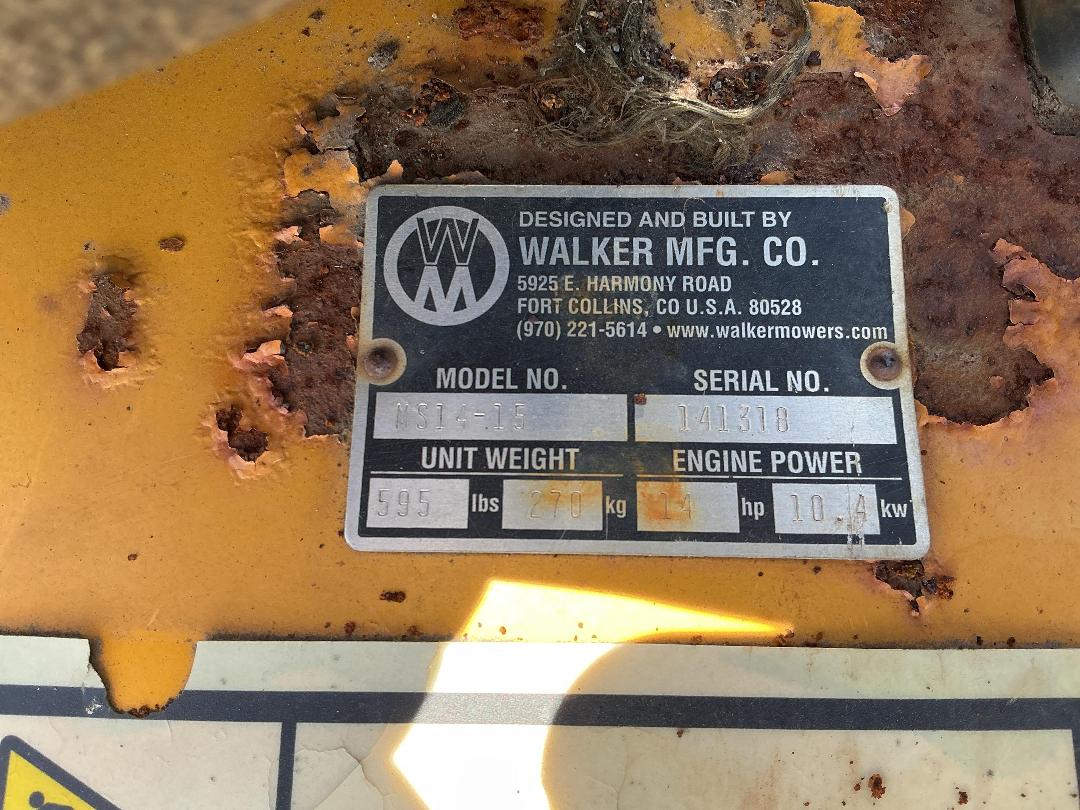 DESIGNED AND BUILT BY
WALKER MFG. CO.
5925 E. HARMONY ROAD
FORT COLLINS, CO U.S.A. 80528
(970) 221-5614 • www.walkermowers.com
MODEL NO. SERIAL NO.
MS14-15 141318
UNIT WEIGHT ENGINE POWER
595 lbs 270 kg 14 hp 10.4 kw